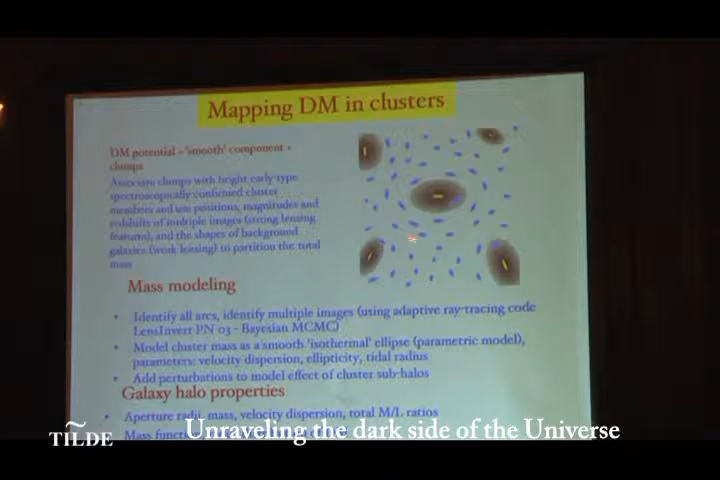 Mapping DM in clusters
DM potential = 'smooth' component +
clumps
Associate clumps with bright early-type
spectroscopically confirmed cluster
members and use positions, magnitudes and
redshifts of multiple images (strong lensing
features), and the shapes of background
galaxies (weak lensing) to partition the total
mass
Mass modeling
• Identify all arcs, identify multiple images (using adaptive ray-tracing code
LensInvert PN 03 - Bayesian MCMC)
• Model cluster mass as a smooth 'isothermal' ellipse (parametric model),
parameters: velocity dispersion, ellipticity, tidal radius
• Add perturbations to model effect of cluster sub-halos
Galaxy halo properties
• Aperture radii, mass, velocity dispersion, total M/L ratios
Mass
TILDE
Unraveling the dark side of the Universe